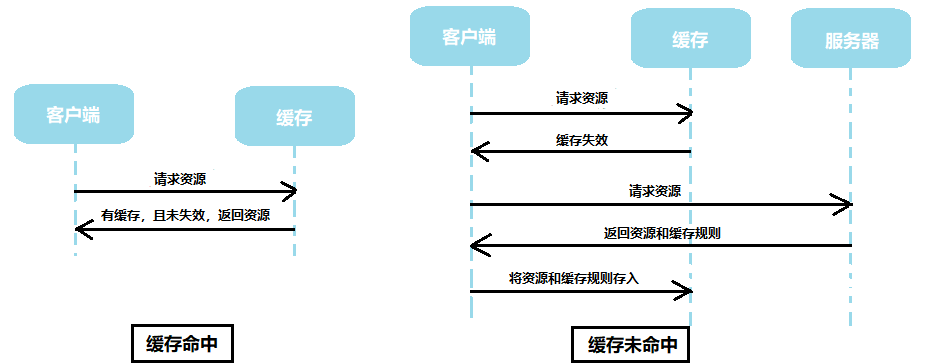 客户端
缓存
请求资源
有缓存，且未失效，返回资源
缓存命中
客户端
缓存
服务器
请求资源
缓存失效
请求资源
返回资源和缓存规则
将资源和缓存规则存入
缓存未命中